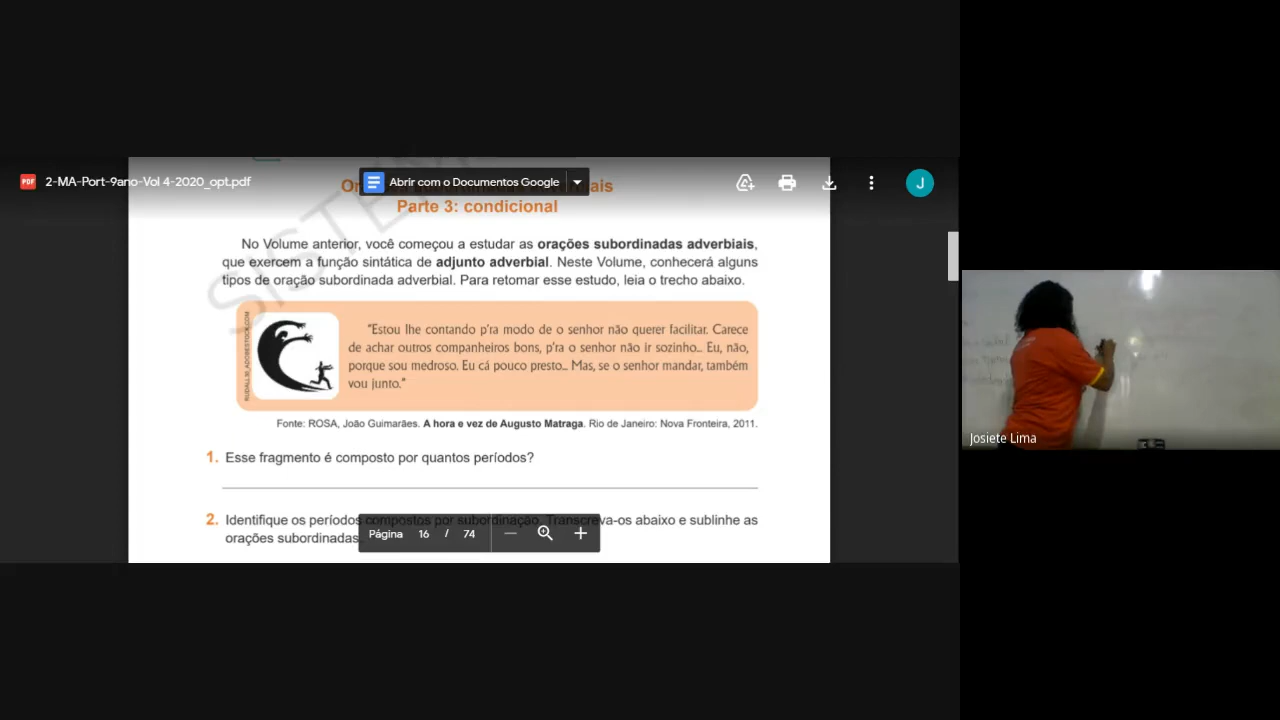 2-MA-Port-9ano-Vol 4-2020_opt.pdf
Abrir com o Documentos Google
J
Parte 3: condicional
SISTEM
No Volume anterior, você começou a estudar as orações subordinadas adverbiais,
que exercem a função sintática de adjunto adverbial. Neste Volume, conhecerá alguns
tipos de oração subordinada adverbial. Para retomar esse estudo, leia o trecho abaixo.
RUDALL30_ADOBESTOCK.COM
"Estou lhe contando p'ra modo de o senhor não querer facilitar. Carece
de achar outros companheiros bons, p'ra o senhor não ir sozinho... Eu, não,
porque sou medroso. Eu cá pouco presto... Mas, se o senhor mandar, também
vou junto."
Fonte: ROSA, João Guimarães. A hora e vez de Augusto Matraga. Rio de Janeiro: Nova Fronteira, 2011.
1. Esse fragmento é composto por quantos períodos?
2. Identifique os períodos compostos por subordinação. Transcreva-os abaixo e sublinhe as
orações subordinadas
Página 16 / 74
Josiete Lima